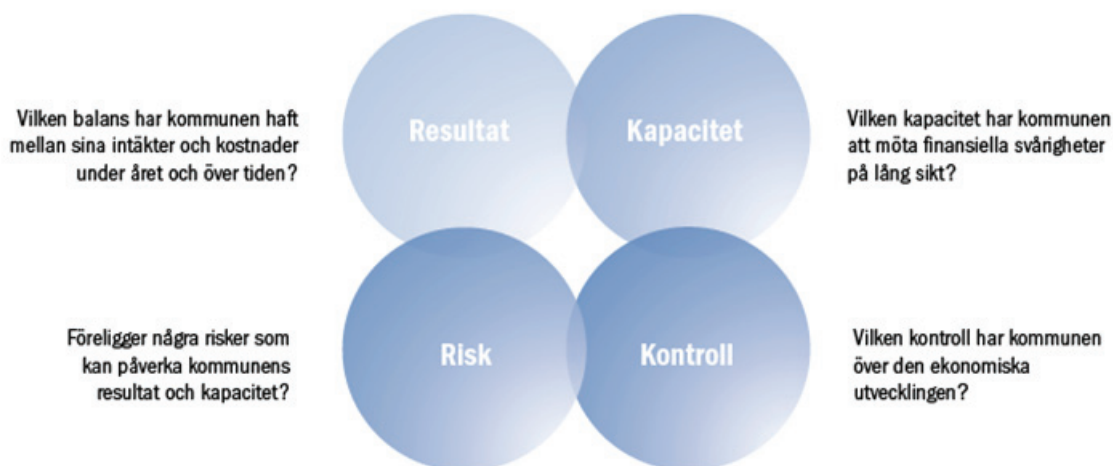 Vilken balans har kommunen haft
mellan sina intäkter och kostnader
under året och över tiden?
Resultat
Kapacitet
Vilken kapacitet har kommunen
att möta finansiella svårigheter
på lång sikt?
Föreligger några risker som
kan påverka kommunens
resultat och kapacitet?
Risk
Kontroll
Vilken kontroll har kommunen
över den ekonomiska
utvecklingen?